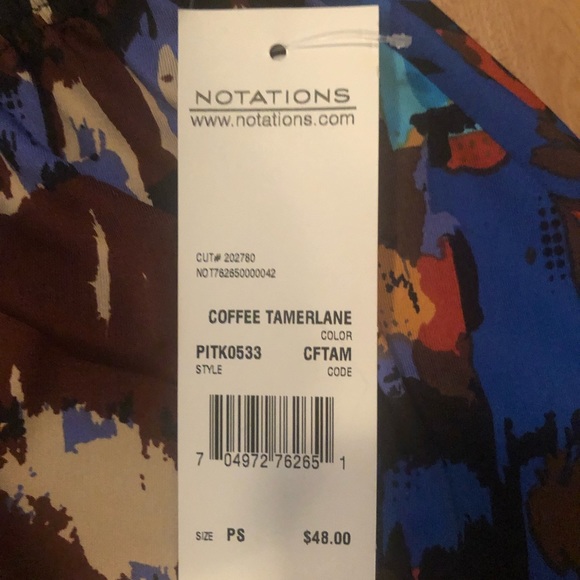 NOTATIONS
www.notations.com
CUT# 202780
NOT762650000042
COFFEE TAMERLANE
COLOR
PITK0533 CFTAM
STYLE CODE
7 04972 76265 1
SIZE PS $48.00